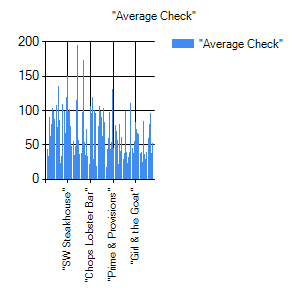 "Average Check"
"Average Check"
200
150
100
50
0
"SW Steakhouse"
"Chops Lobster Bar"
"Prime & Provisions"
"Girl & the Goat"